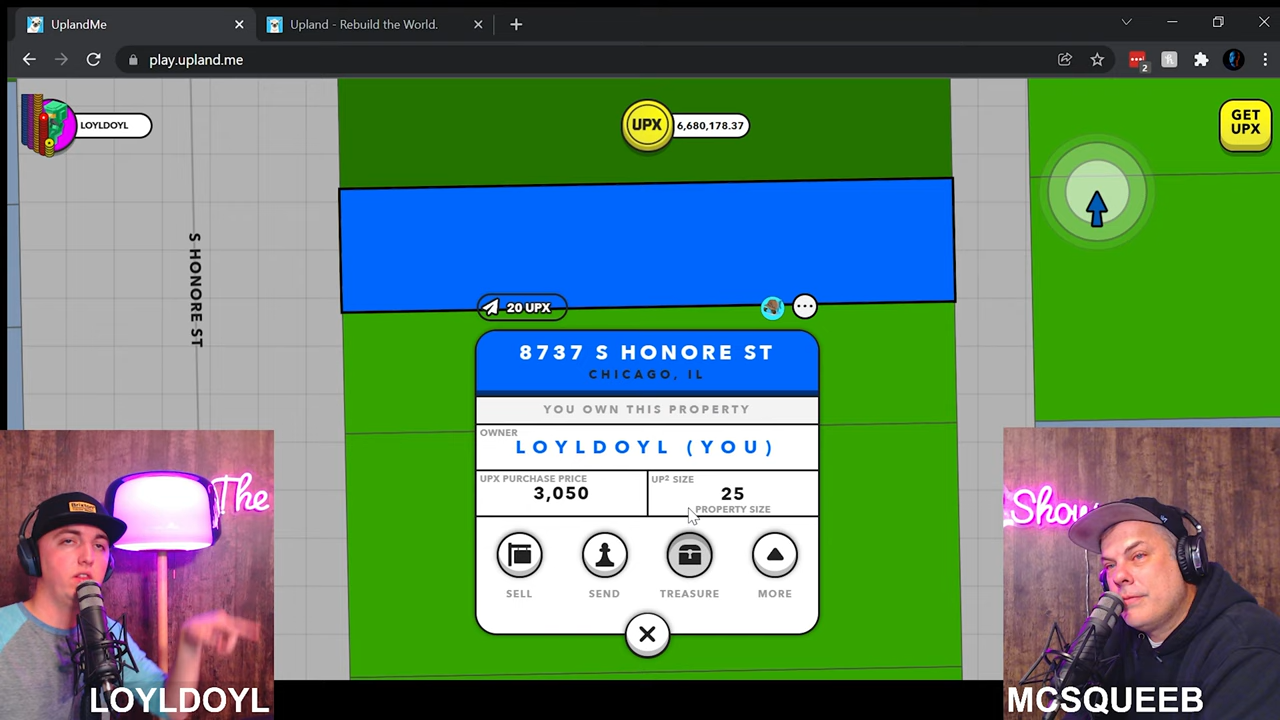 UplandMe
Upland - Rebuild the World.
play.upland.me
2
LOYLDOYL
UPX
6,680,178.37
GET
UPX
S HONORE ST
20 UPX
8737 S HONORE ST
CHICAGO, IL
YOU OWN THIS PROPERTY
OWNER
LOYLDOYL (YOU)
UPX PURCHASE PRICE
3,050
UP² SIZE
25
PROPERTY SIZE
SELL
SEND
TREASURE
MORE
The
Show
LOYLDOYL
MCSQUEEB